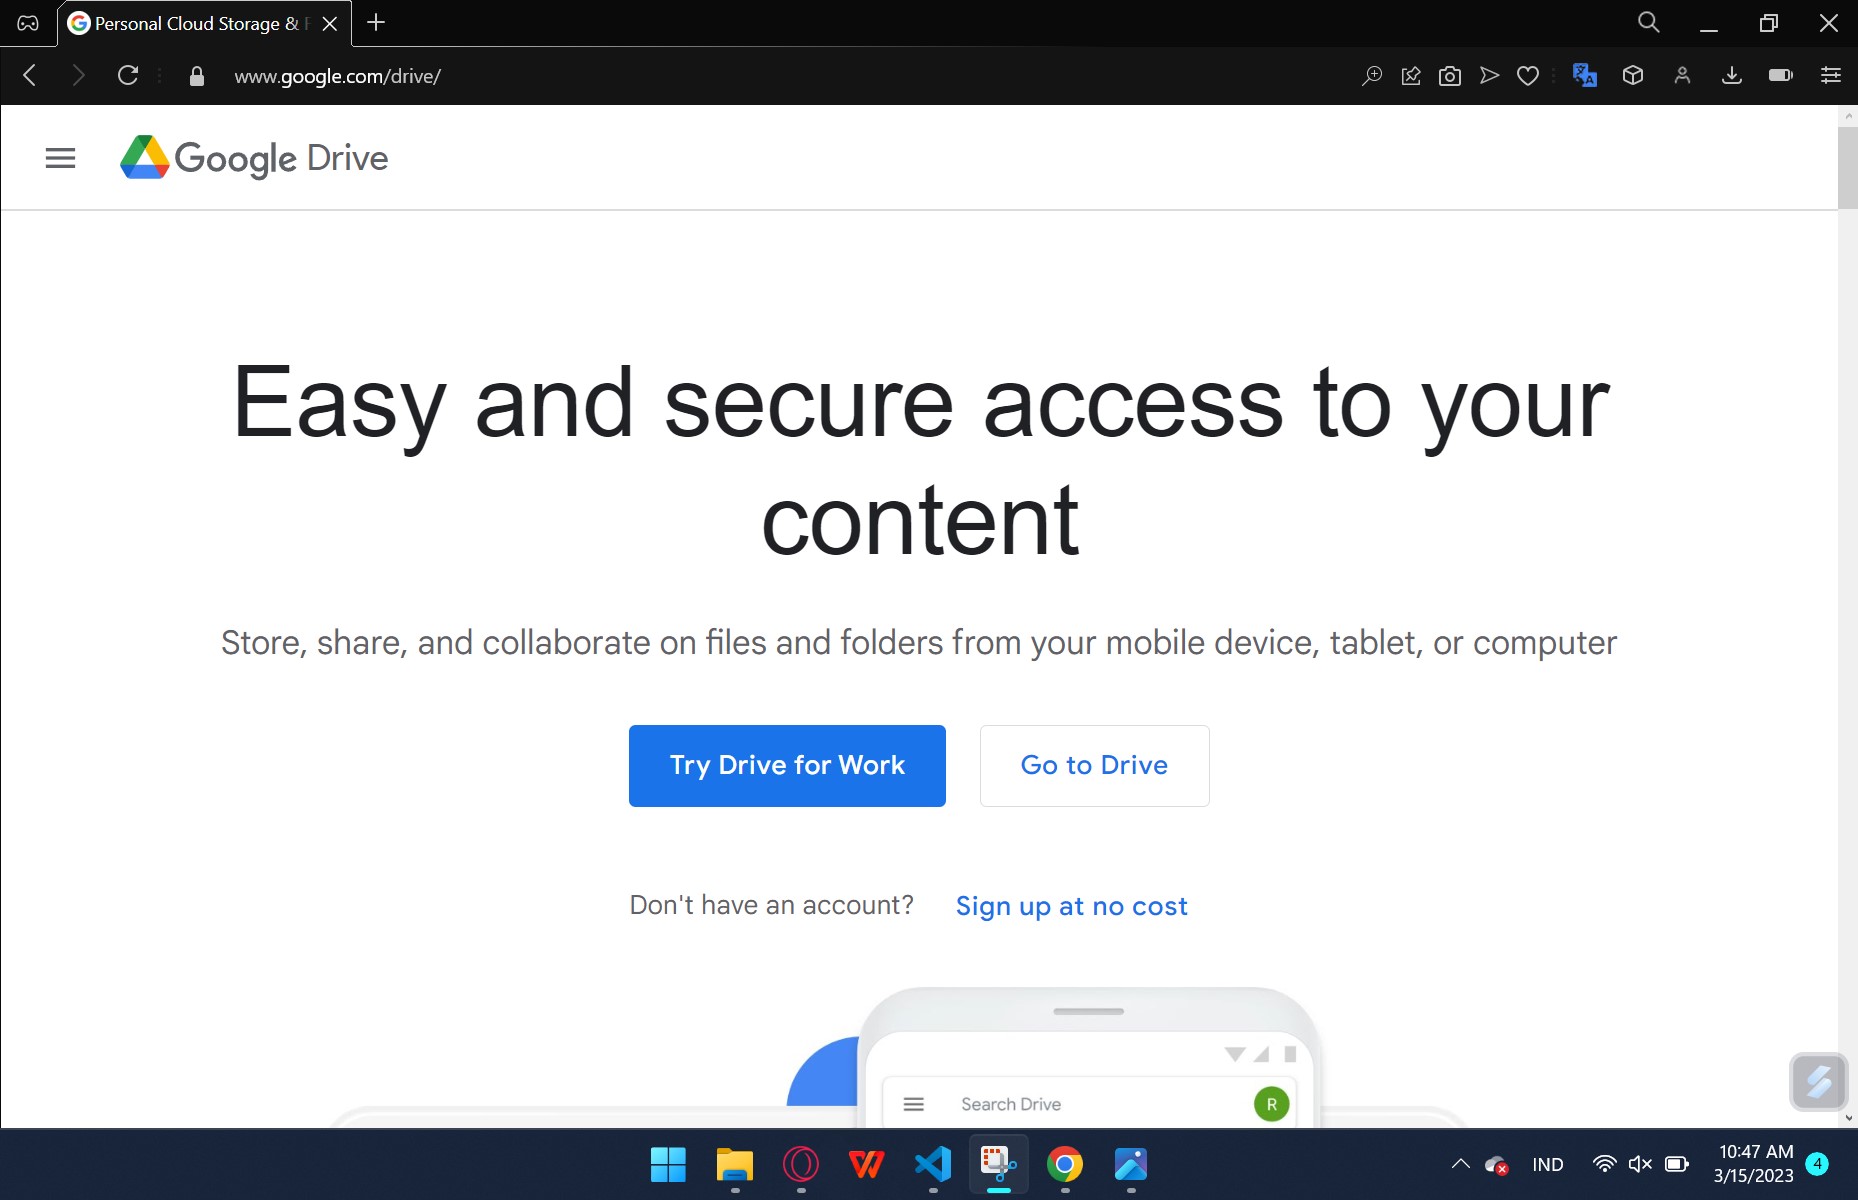 Personal Cloud Storage &
www.google.com/drive/
Google Drive
Easy and secure access to your
content
Store, share, and collaborate on files and folders from your mobile device, tablet, or computer
Try Drive for Work
Go to Drive
Don't have an account? Sign up at no cost
Search Drive
R
IND
10:47 AM
3/15/2023
4